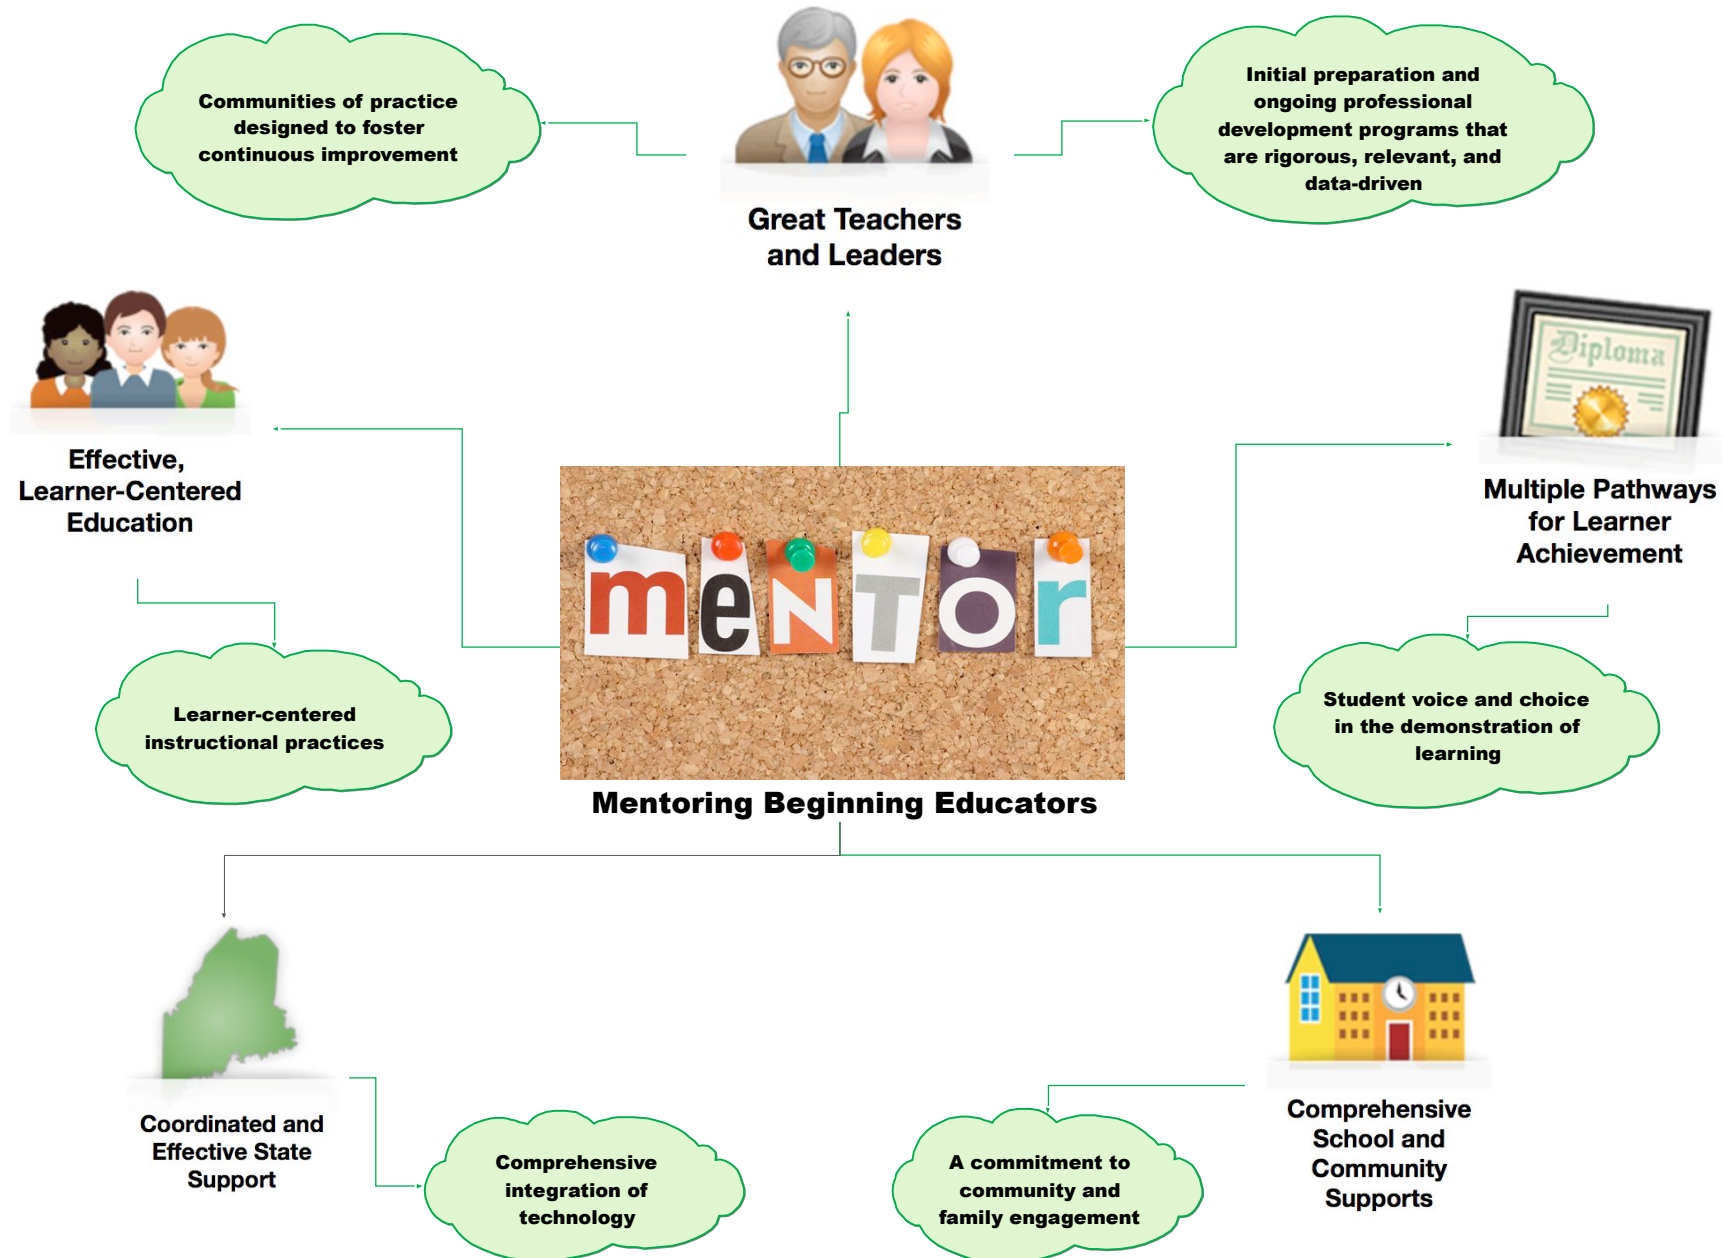 Communities of practice
designed to foster
continuous improvement
Initial preparation and
ongoing professional
development programs that
are rigorous, relevant, and
data-driven
Great Teachers
and Leaders
Effective,
Learner-Centered
Education
Diploma
Multiple Pathways
for Learner
Achievement
meNTor
Learner-centered
instructional practices
Student voice and choice
in the demonstration of
learning
Mentoring Beginning Educators
Coordinated and
Effective State
Support
Comprehensive
integration of
technology
A commitment to
community and
family engagement
Comprehensive
School and
Community
Supports